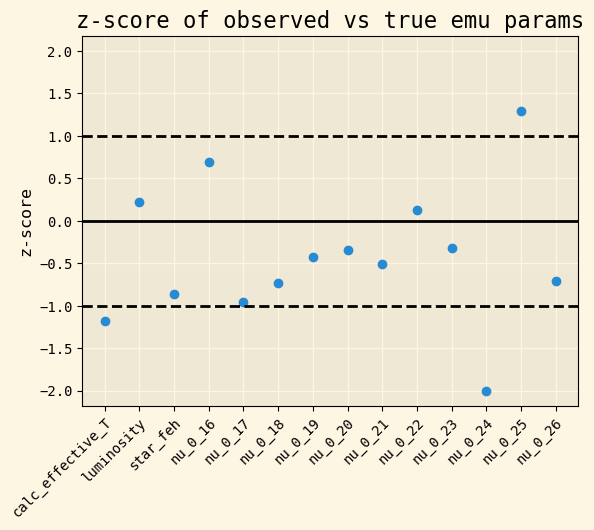 z-score of observed vs true emu params
z-score
2.0
1.5
1.0
0.5
0.0
−0.5
−1.0
−1.5
−2.0
calc_effective_T
luminosity
star_feh
nu_0_16
nu_0_17
nu_0_18
nu_0_19
nu_0_20
nu_0_21
nu_0_22
nu_0_23
nu_0_24
nu_0_25
nu_0_26